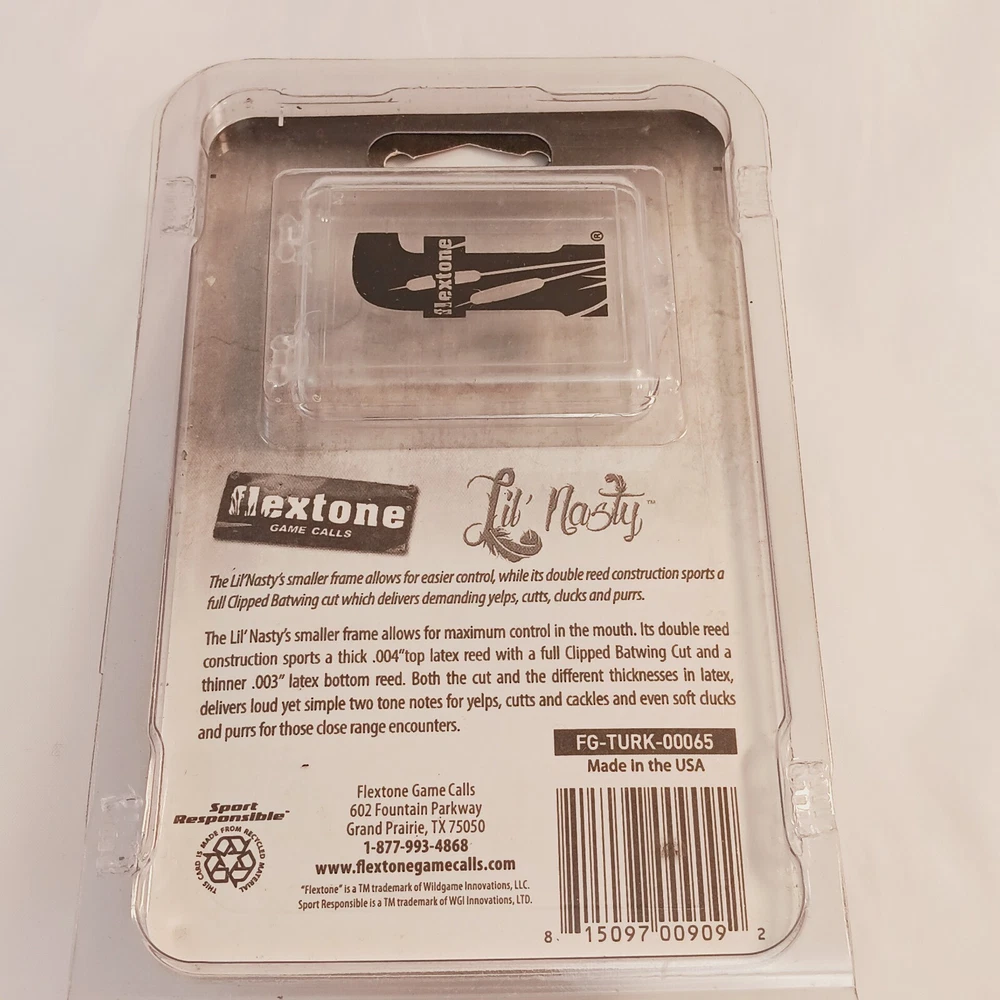 flextone
®
flextone®
GAME CALLS
Lil' Nasty™
The Lil'Nasty's smaller frame allows for easier control, while its double reed construction sports a
full Clipped Batwing cut which delivers demanding yelps, cutts, clucks and purrs.
The Lil' Nasty's smaller frame allows for maximum control in the mouth. Its double reed
construction sports a thick .004"top latex reed with a full Clipped Batwing Cut and a
thinner .003" latex bottom reed. Both the cut and the different thicknesses in latex,
delivers loud yet simple two tone notes for yelps, cutts and cackles and even soft clucks
and purrs for those close range encounters.
FG-TURK-00065
Made in the USA
Sport
Responsible™
THIS CARD IS MADE FROM RECYCLED MATERIAL
Flextone Game Calls
602 Fountain Parkway
Grand Prairie, TX 75050
1-877-993-4868
www.flextonegamecalls.com
"Flextone" is a TM trademark of Wildgame Innovations, LLC.
Sport Responsible is a TM trademark of WGI Innovations, LTD.
8 15097 00909 2